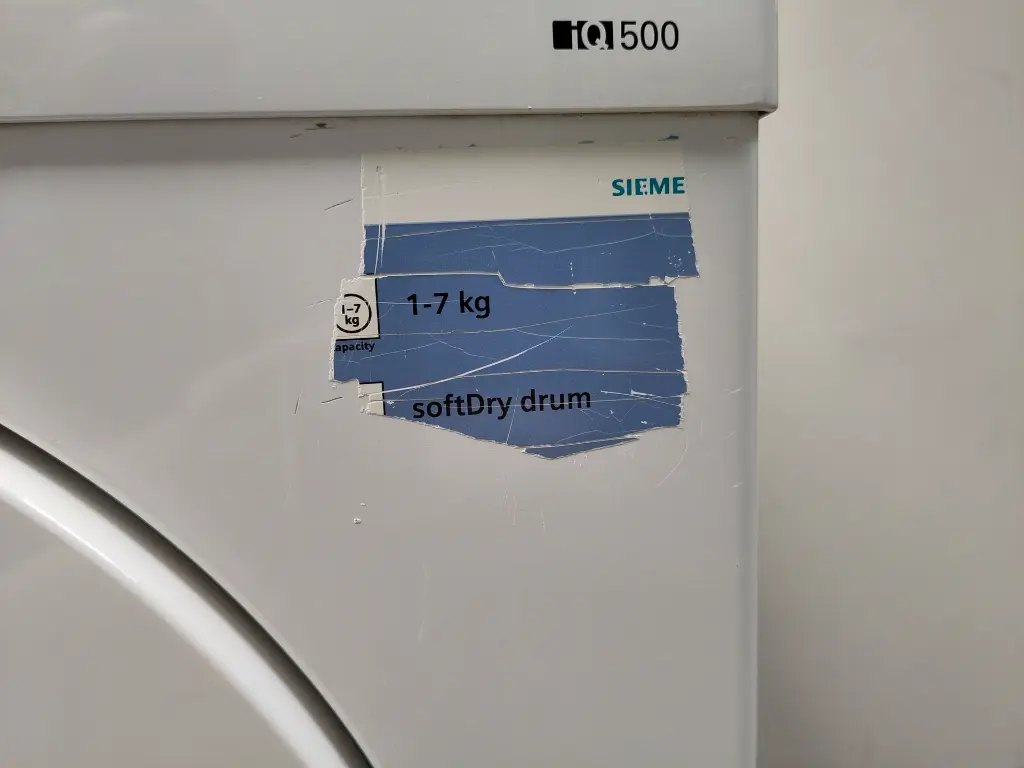 iQ500
SIEME
1-7 kg
1-7
kg
apacity
softDry drum